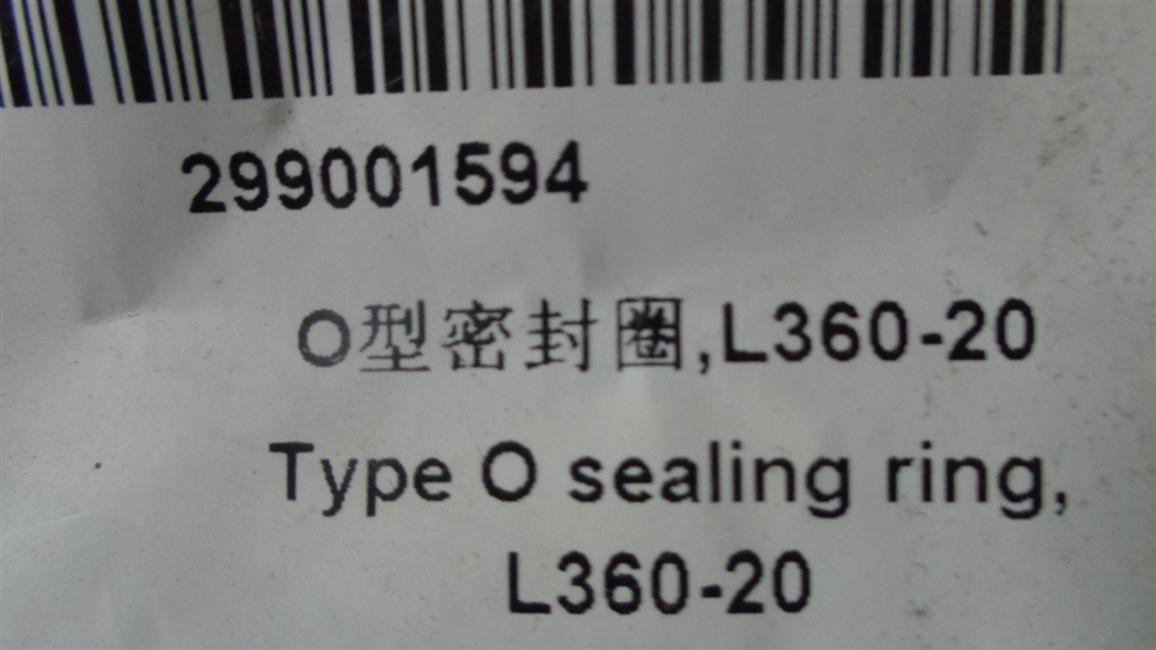 299001594
O型密封圈,L360-20
Type O sealing ring,
L360-20